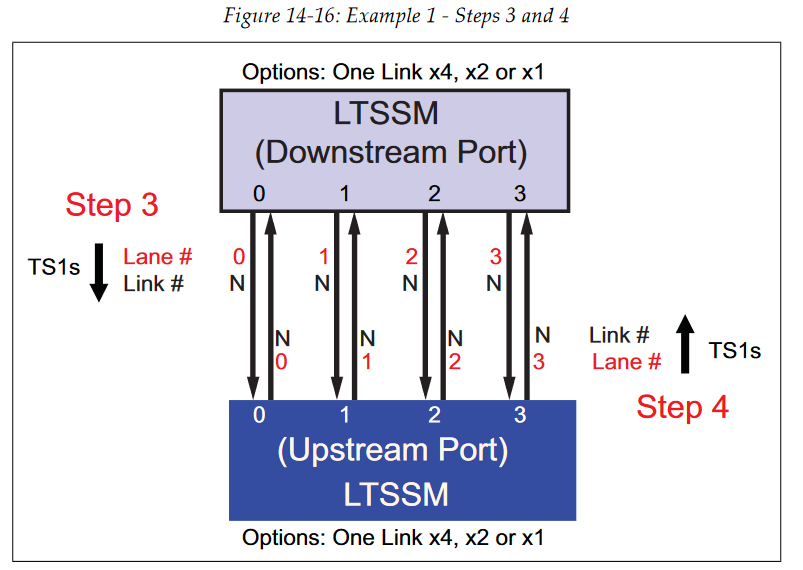 Figure 14-16: Example 1 - Steps 3 and 4
Options: One Link x4, x2 or x1
LTSSM
(Downstream Port)
0 1 2 3
Step 3
TS1s
Lane # 0 1 2 3
Link # N N N N
N N N N Link #
0 1 2 3 Lane #
TS1s
Step 4
0 1 2 3
(Upstream Port)
LTSSM
Options: One Link x4, x2 or x1